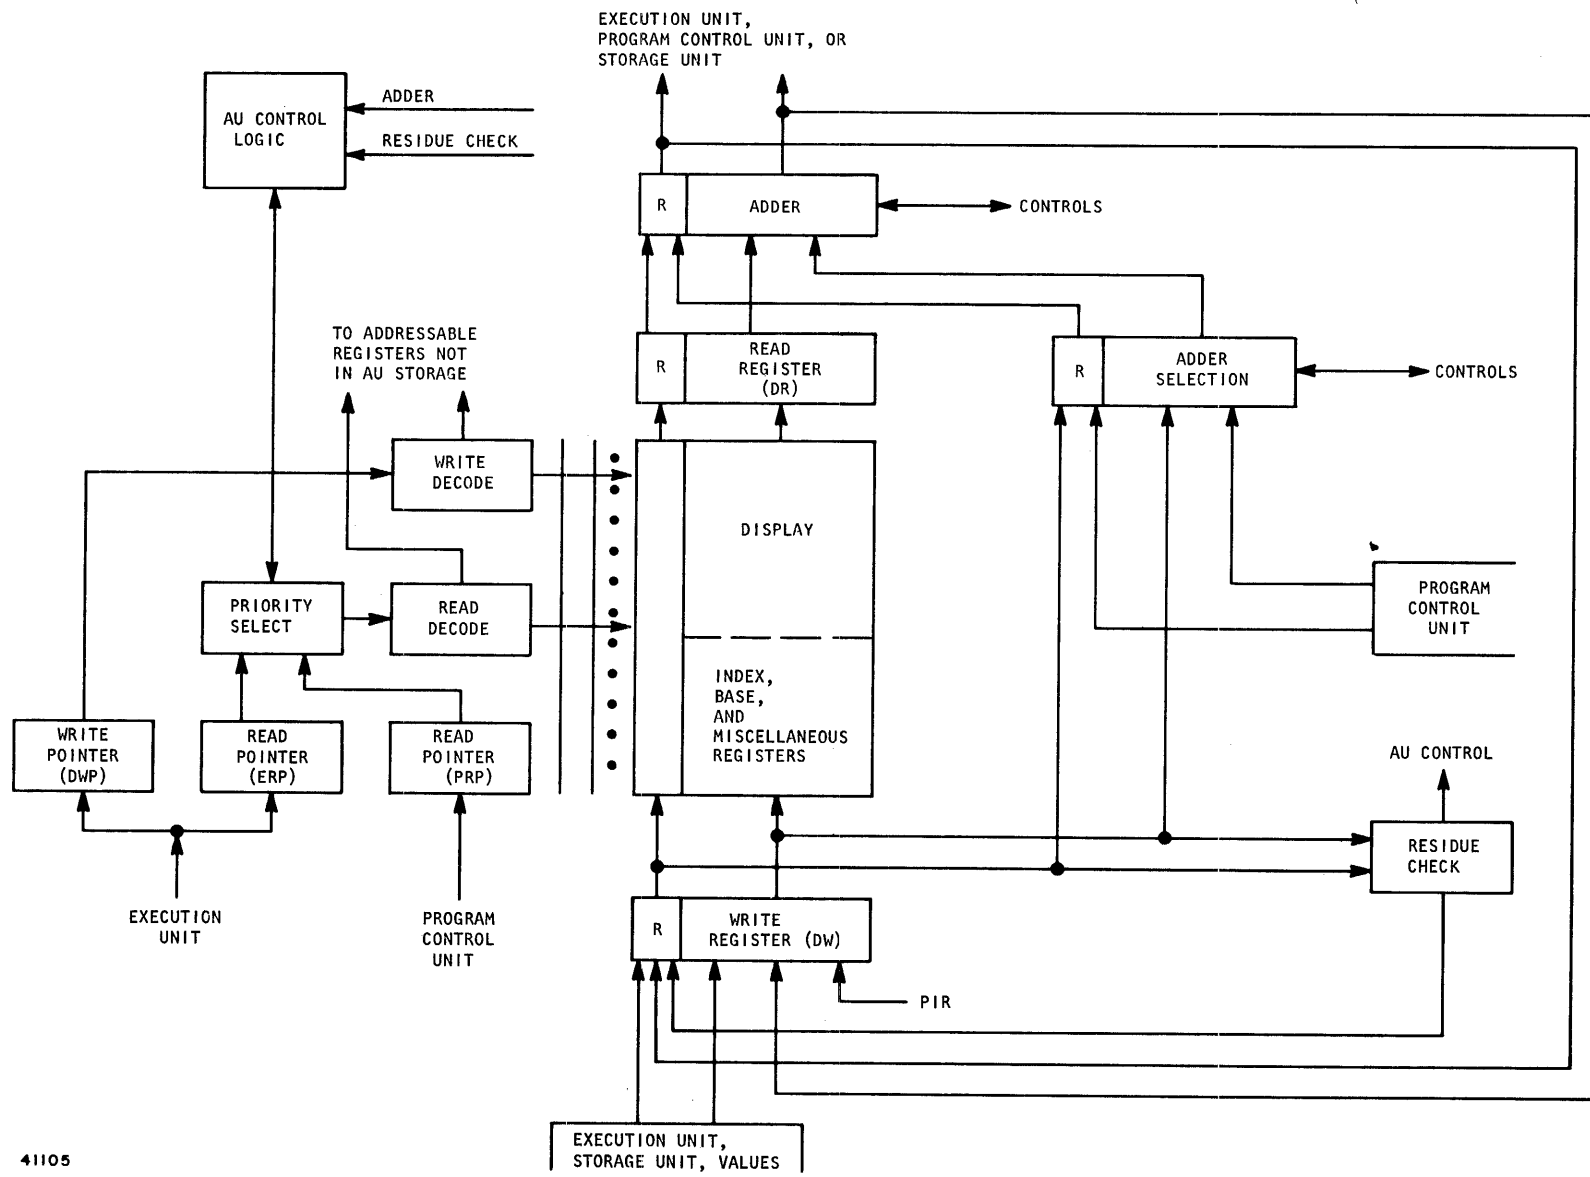 EXECUTION UNIT,
PROGRAM CONTROL UNIT, OR
STORAGE UNIT
AU CONTROL
LOGIC
ADDER
RESIDUE CHECK
R
ADDER
CONTROLS
TO ADDRESSABLE
REGISTERS NOT
IN AU STORAGE
R
READ
REGISTER
(DR)
R
ADDER
SELECTION
CONTROLS
WRITE
DECODE
DISPLAY
PRIORITY
SELECT
READ
DECODE
PROGRAM
CONTROL
UNIT
INDEX,
BASE,
AND
MISCELLANEOUS
REGISTERS
WRITE
POINTER
(DWP)
READ
POINTER
(ERP)
READ
POINTER
(PRP)
AU CONTROL
RESIDUE
CHECK
EXECUTION
UNIT
PROGRAM
CONTROL
UNIT
R
WRITE
REGISTER (DW)
PIR
EXECUTION UNIT,
STORAGE UNIT, VALUES
41105